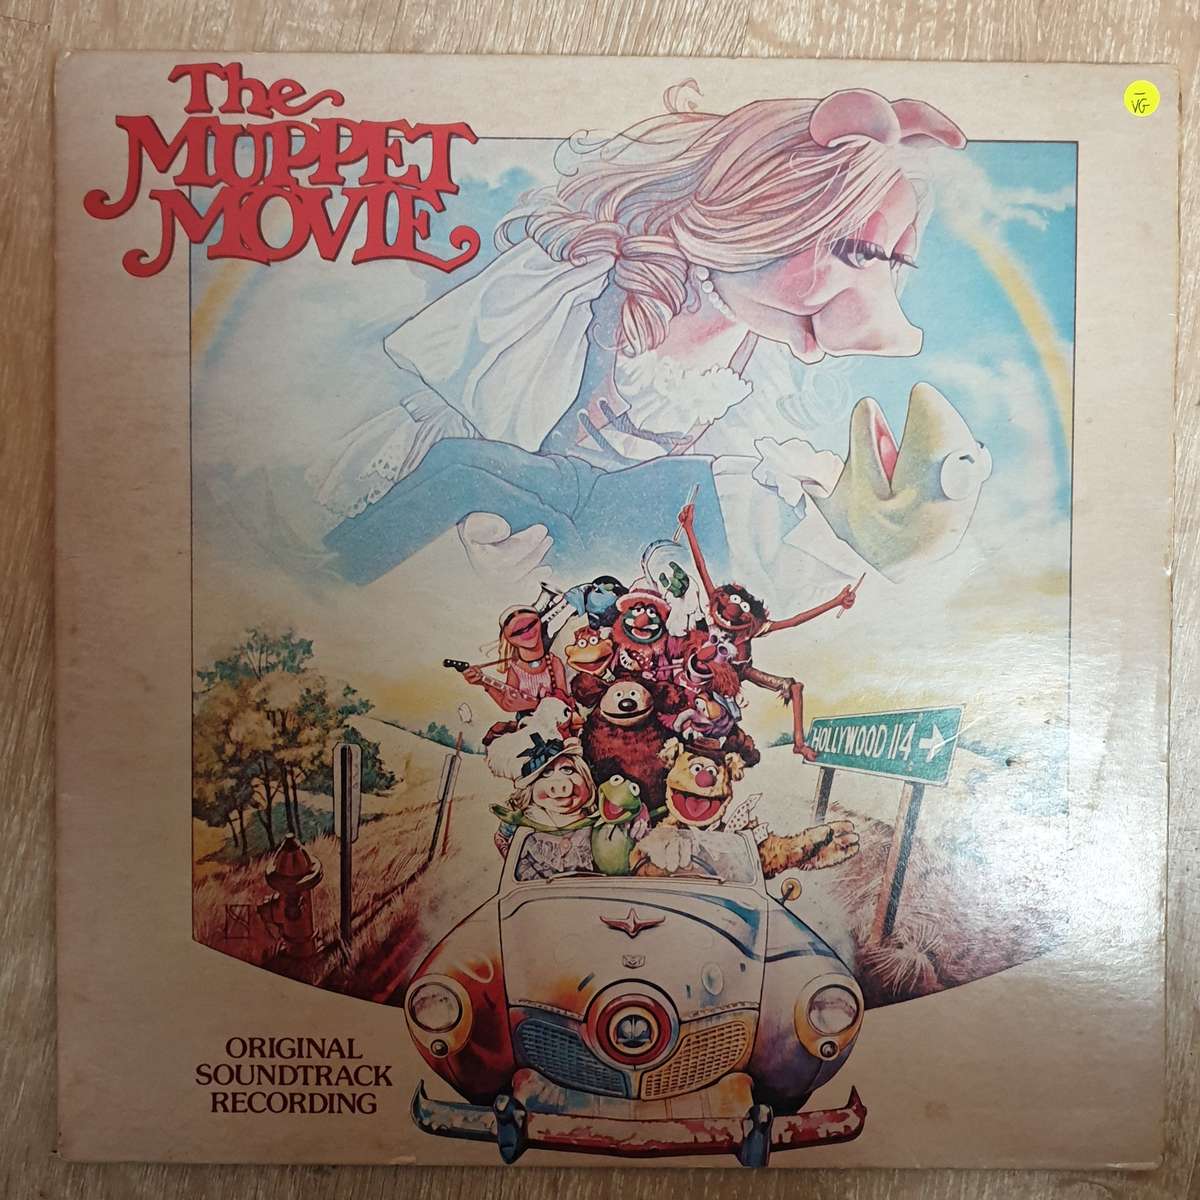 The
MUPPET
MOVIE
VG
HOLLYWOOD 114
ORIGINAL
SOUNDTRACK
RECORDING